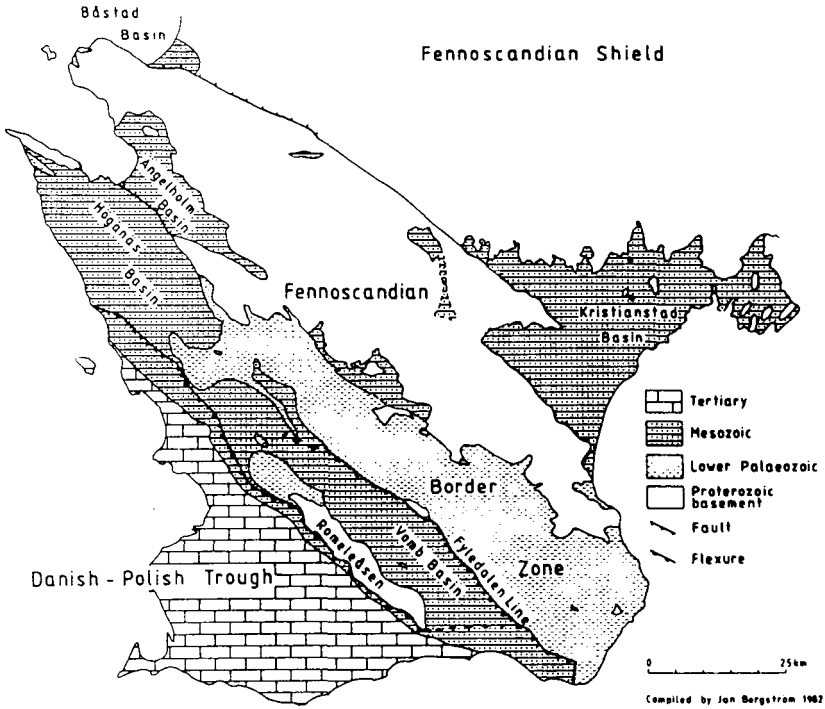 Båstad
Basin
Fennoscandian Shield
Ängelholm
Basin
Höganäs
Basin
Fennoscandian
Kristianstad
Basin
Tertiary
Mesozoic
Lower Palaeozoic
Proterozoic
basement
Fault
Flexure
Border
Zone
Romeleåsen
Vomb Basin
Fyledalen Line
Danish-Polish Trough
0 25km
Compiled by Jan Bergström 1982